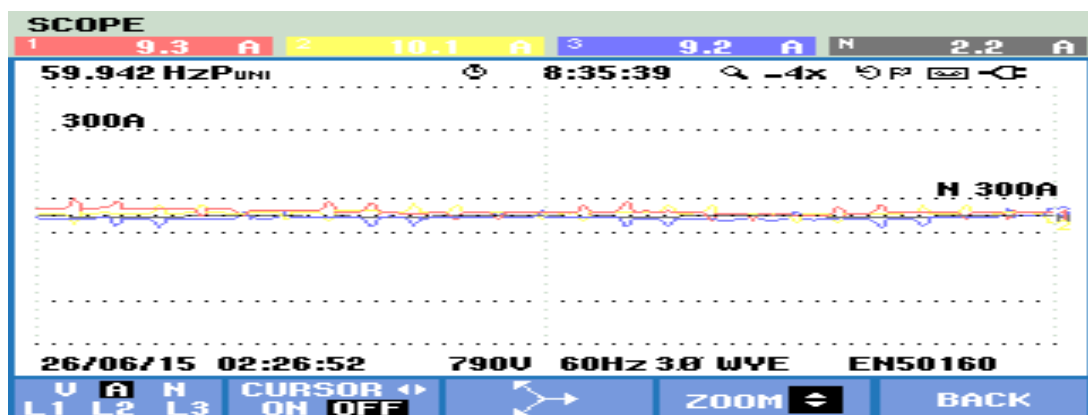 SCOPE
1 9.3 A 2 10.1 A 3 9.2 A N 2.2 A
59.942 Hz PUNI 8:35:39 -4x
300A
N 300A
26/06/15 02:26:52 790V 60Hz 3Ø WYE EN50160
V A N CURSOR ZOOM BACK
L1 L2 L3 ON OFF